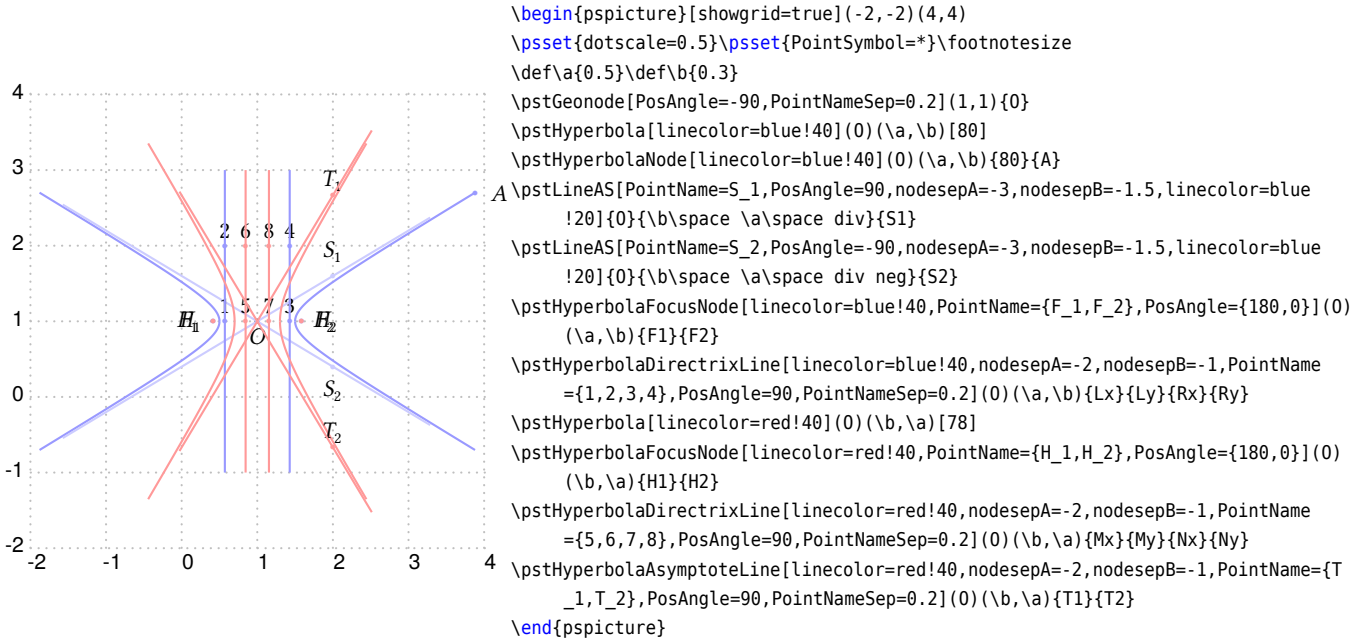 4
3
2
1
0
-1
-2
-2 -1 0 1 2 3 4
T_1
A
2 6 8 4
S_1
1 5 7 3
O
S_2
T_2
\begin{pspicture}[showgrid=true](-2,-2)(4,4)
\psset{dotscale=0.5}\psset{PointSymbol=*}\footnotesize
\def\a{0.5}\def\b{0.3}
\pstGeonode[PosAngle=-90,PointNameSep=0.2](1,1){O}
\pstHyperbola[linecolor=blue!40](O)(\a,\b)[80]
\pstHyperbolaNode[linecolor=blue!40](O)(\a,\b){80}{A}
\pstLineAS[PointName=S_1,PosAngle=90,nodesepA=-3,nodesepB=-1.5,linecolor=blue
!20]{O}{\b\space \a\space div}{S1}
\pstLineAS[PointName=S_2,PosAngle=-90,nodesepA=-3,nodesepB=-1.5,linecolor=blue
!20]{O}{\b\space \a\space div neg}{S2}
\pstHyperbolaFocusNode[linecolor=blue!40,PointName={F_1,F_2},PosAngle={180,0}](O)
(\a,\b){F1}{F2}
\pstHyperbolaDirectrixLine[linecolor=blue!40,nodesepA=-2,nodesepB=-1,PointName
={1,2,3,4},PosAngle=90,PointNameSep=0.2](O)(\a,\b){Lx}{Ly}{Rx}{Ry}
\pstHyperbola[linecolor=red!40](O)(\b,\a)[78]
\pstHyperbolaFocusNode[linecolor=red!40,PointName={H_1,H_2},PosAngle={180,0}](O)
(\b,\a){H1}{H2}
\pstHyperbolaDirectrixLine[linecolor=red!40,nodesepA=-2,nodesepB=-1,PointName
={5,6,7,8},PosAngle=90,PointNameSep=0.2](O)(\b,\a){Mx}{My}{Nx}{Ny}
\pstHyperbolaAsymptoteLine[linecolor=red!40,nodesepA=-2,nodesepB=-1,PointName={T
_1,T_2},PosAngle=90,PointNameSep=0.2](O)(\b,\a){T1}{T2}
\end{pspicture}